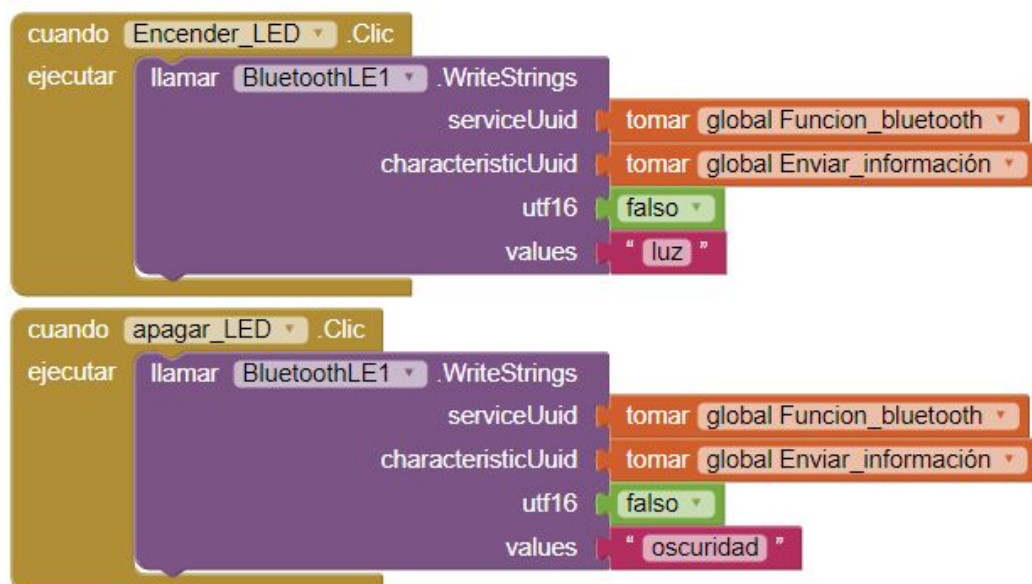 cuando Encender_LED .Clic
ejecutar llamar BluetoothLE1 .WriteStrings
serviceUuid tomar global Funcion_bluetooth
characteristicUuid tomar global Enviar_información
utf16 falso
values " luz "
cuando apagar_LED .Clic
ejecutar llamar BluetoothLE1 .WriteStrings
serviceUuid tomar global Funcion_bluetooth
characteristicUuid tomar global Enviar_información
utf16 falso
values " oscuridad "